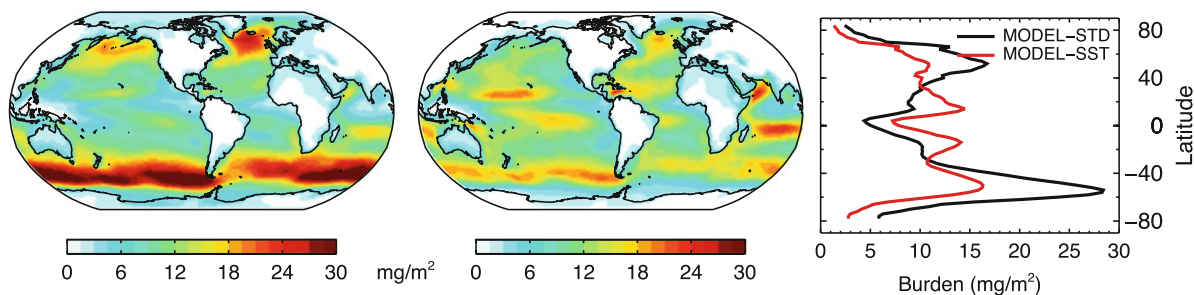 0 6 12 18 24 30 mg/m²
0 6 12 18 24 30
MODEL−STD
MODEL−SST
80
40
0
−40
−80
Latitude
0 5 10 15 20 25 30
Burden (mg/m²)